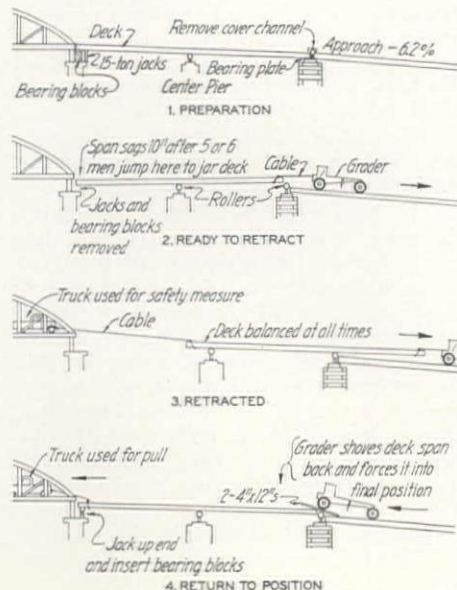 Deck
Remove cover channel
Approach - 6.2%
2-15-ton jacks
Bearing plate
Bearing blocks
Center Pier
1. PREPARATION
Span sags 10" after 5 or 6
men jump here to jar deck
Cable
Grader
Jacks and
bearing blocks
removed
Rollers
2. READY TO RETRACT
Truck used for safety measure
Cable
Deck balanced at all times
3. RETRACTED
Truck used for pull
Grader shoves deck span
back and forces it into
final position
2-4"x12"s
Jack up end
and insert bearing blocks
4. RETURN TO POSITION